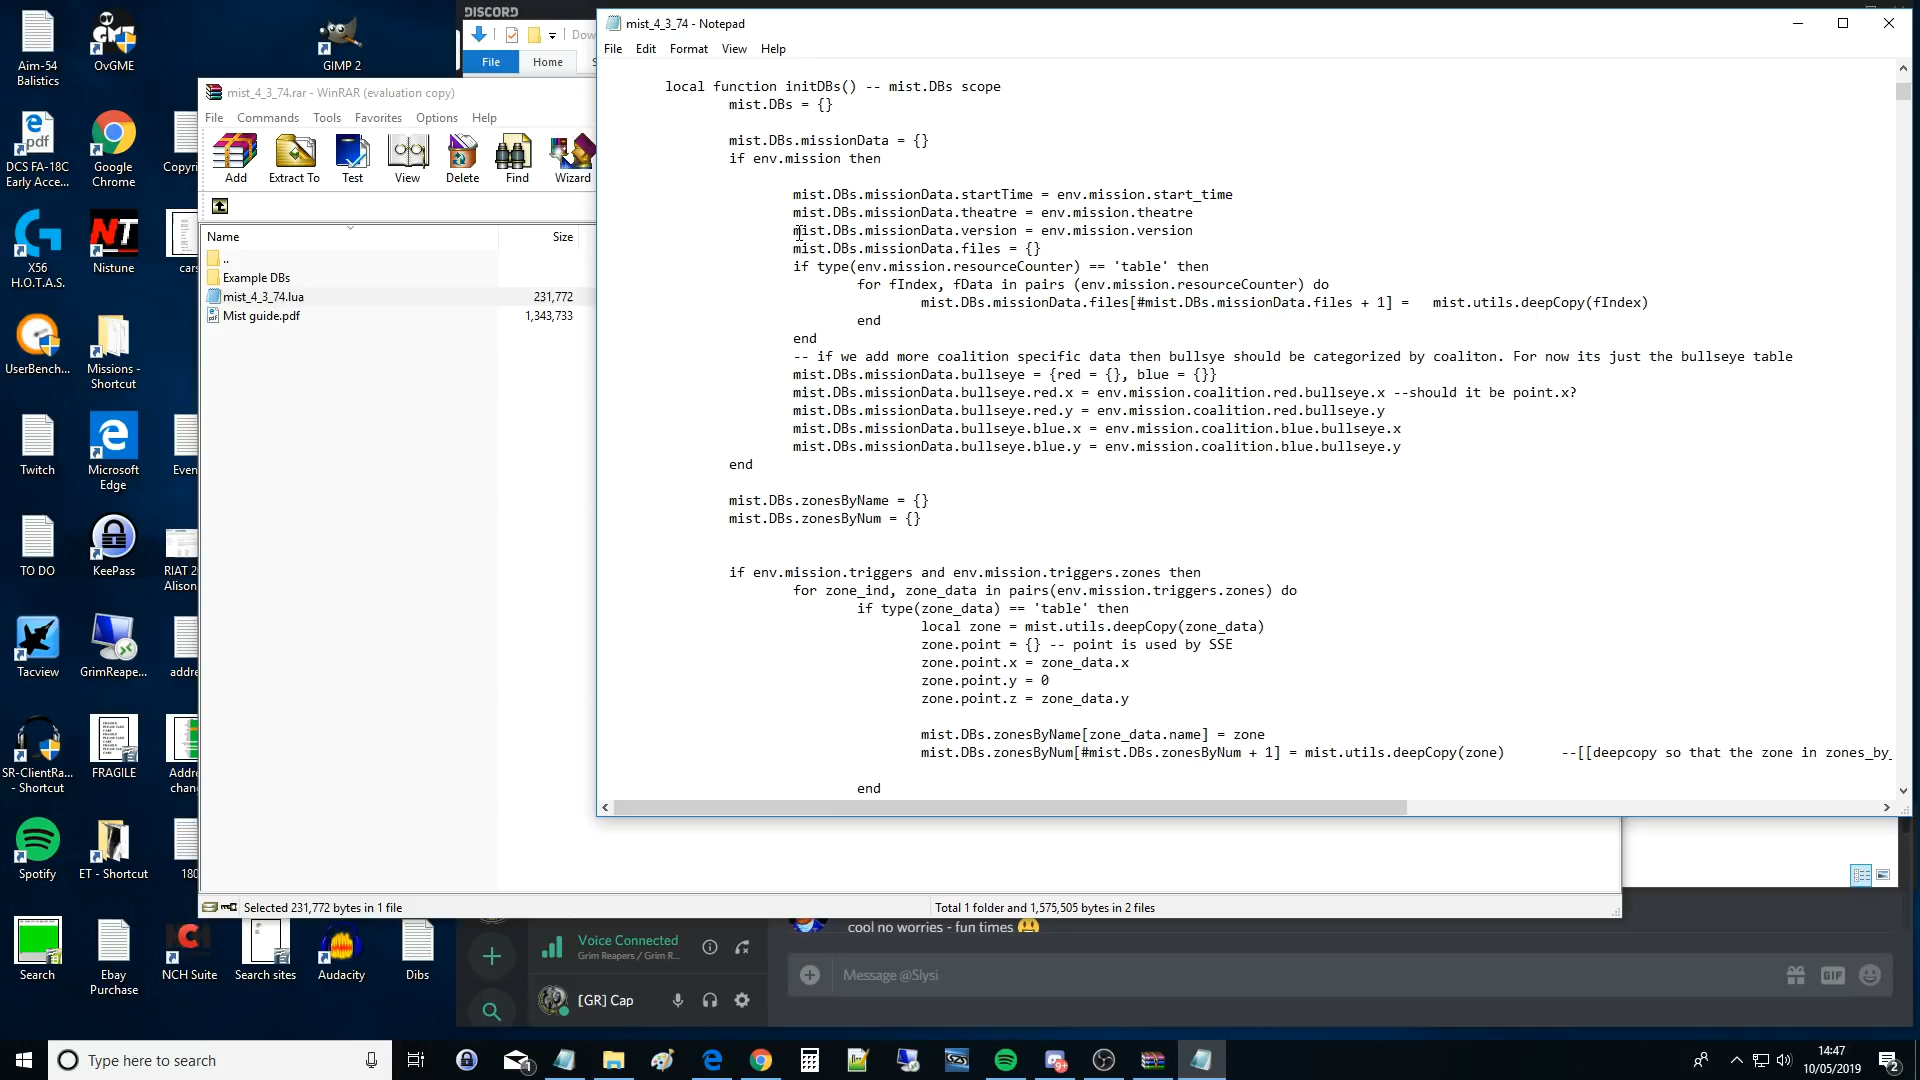 Aim-54
Balistics
OvGME
GIMP 2
DCS FA-18C
Early Acce...
Google
Chrome
X56
H.O.T.A.S.
Nistune
UserBench...
Missions -
Shortcut
Twitch
Microsoft
Edge
TO DO
KeePass
Tacview
GrimReape...
SR-ClientRa...
- Shortcut
FRAGILE
Spotify
ET - Shortcut
Search
Ebay
Purchase
NCH Suite
Search sites
Audacity
Dibs
DISCORD
File
Home
mist_4_3_74.rar - WinRAR (evaluation copy)
File Commands Tools Favorites Options Help
Add
Extract To
Test
View
Delete
Find
Wizard
Name Size
..
Example DBs
mist_4_3_74.lua 231,772
Mist guide.pdf 1,343,733
Selected 231,772 bytes in 1 file
Total 1 folder and 1,575,505 bytes in 2 files
mist_4_3_74 - Notepad
File Edit Format View Help
local function initDBs() -- mist.DBs scope
mist.DBs = {}
mist.DBs.missionData = {}
if env.mission then
mist.DBs.missionData.startTime = env.mission.start_time
mist.DBs.missionData.theatre = env.mission.theatre
mist.DBs.missionData.version = env.mission.version
mist.DBs.missionData.files = {}
if type(env.mission.resourceCounter) == 'table' then
for fIndex, fData in pairs (env.mission.resourceCounter) do
mist.DBs.missionData.files[#mist.DBs.missionData.files + 1] = mist.utils.deepCopy(fIndex)
end
end
-- if we add more coalition specific data then bullsye should be categorized by coaliton. For now its just the bullseye table
mist.DBs.missionData.bullseye = {red = {}, blue = {}}
mist.DBs.missionData.bullseye.red.x = env.mission.coalition.red.bullseye.x --should it be point.x?
mist.DBs.missionData.bullseye.red.y = env.mission.coalition.red.bullseye.y
mist.DBs.missionData.bullseye.blue.x = env.mission.coalition.blue.bullseye.x
mist.DBs.missionData.bullseye.blue.y = env.mission.coalition.blue.bullseye.y
end
mist.DBs.zonesByName = {}
mist.DBs.zonesByNum = {}
if env.mission.triggers and env.mission.triggers.zones then
for zone_ind, zone_data in pairs(env.mission.triggers.zones) do
if type(zone_data) == 'table' then
local zone = mist.utils.deepCopy(zone_data)
zone.point = {} -- point is used by SSE
zone.point.x = zone_data.x
zone.point.y = 0
zone.point.z = zone_data.y
mist.DBs.zonesByName[zone_data.name] = zone
mist.DBs.zonesByNum[#mist.DBs.zonesByNum + 1] = mist.utils.deepCopy(zone) --[[deepcopy so that the zone in zones_by_
end
cool no worries - fun times
Voice Connected
Grim Reapers / Grim R...
Message @Slysi
GIF
[GR] Cap
Type here to search
14:47
10/05/2019